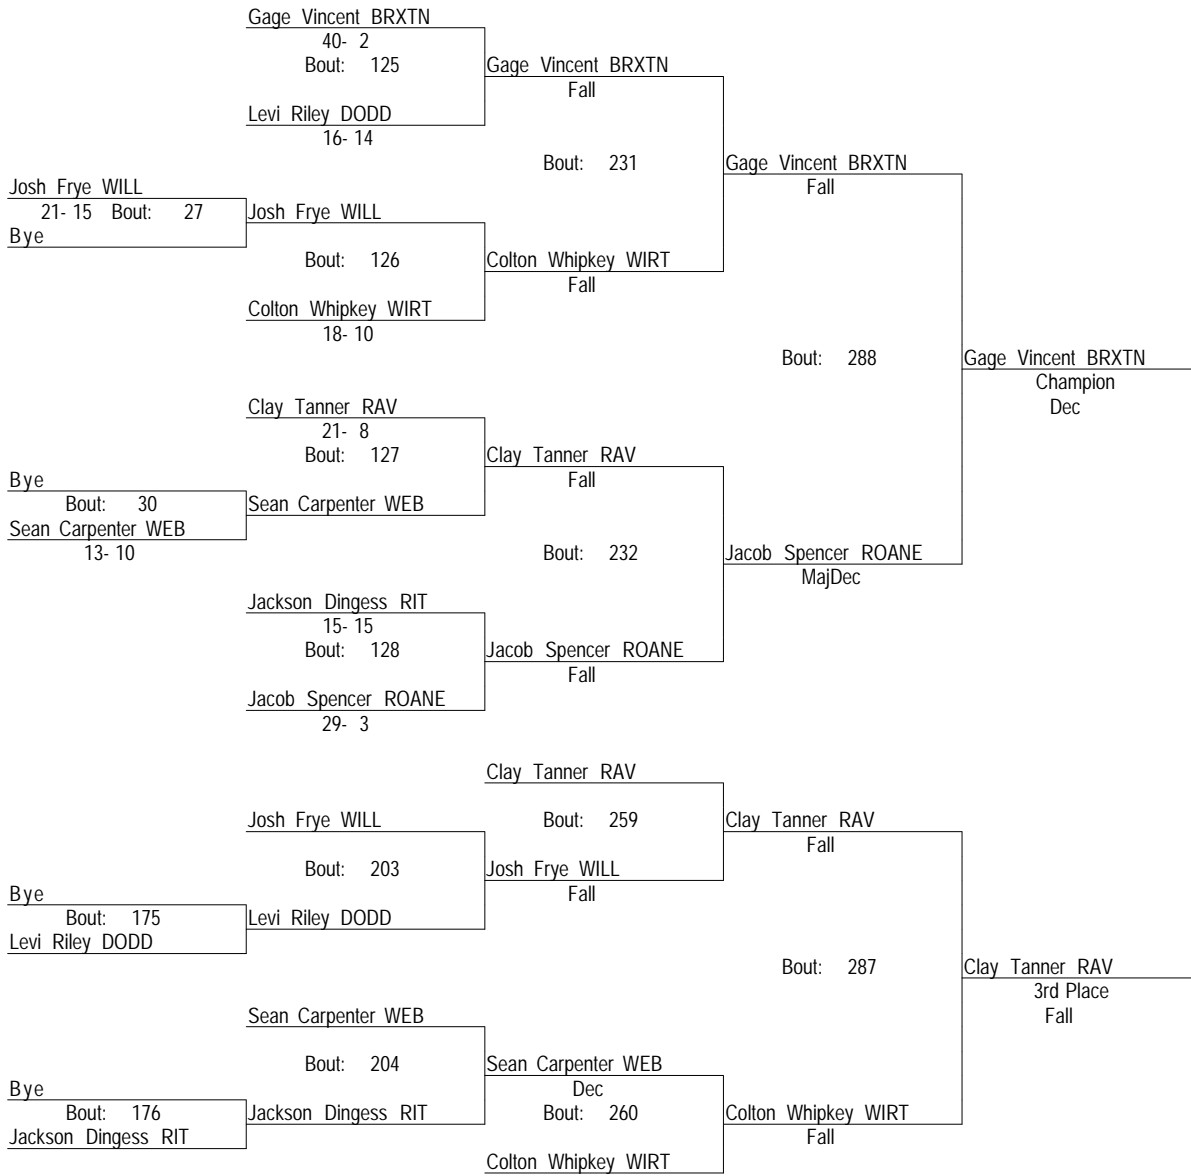 Gage Vincent BRXTN
40- 2
Bout: 125
Gage Vincent BRXTN
Fall
Levi Riley DODD
16- 14
Bout: 231
Gage Vincent BRXTN
Fall
Josh Frye WILL
21- 15 Bout: 27
Josh Frye WILL
Bye
Bout: 126
Colton Whipkey WIRT
Fall
Colton Whipkey WIRT
18- 10
Bout: 288
Gage Vincent BRXTN
Champion
Dec
Clay Tanner RAV
21- 8
Bout: 127
Clay Tanner RAV
Fall
Bye
Bout: 30
Sean Carpenter WEB
Sean Carpenter WEB
13- 10
Bout: 232
Jacob Spencer ROANE
MajDec
Jackson Dingess RIT
15- 15
Bout: 128
Jacob Spencer ROANE
Fall
Jacob Spencer ROANE
29- 3
Clay Tanner RAV
Josh Frye WILL
Bout: 259
Clay Tanner RAV
Fall
Bout: 203
Josh Frye WILL
Fall
Bye
Bout: 175
Levi Riley DODD
Levi Riley DODD
Bout: 287
Clay Tanner RAV
3rd Place
Fall
Sean Carpenter WEB
Bout: 204
Sean Carpenter WEB
Dec
Bye
Bout: 176
Jackson Dingess RIT
Jackson Dingess RIT
Bout: 260
Colton Whipkey WIRT
Fall
Colton Whipkey WIRT